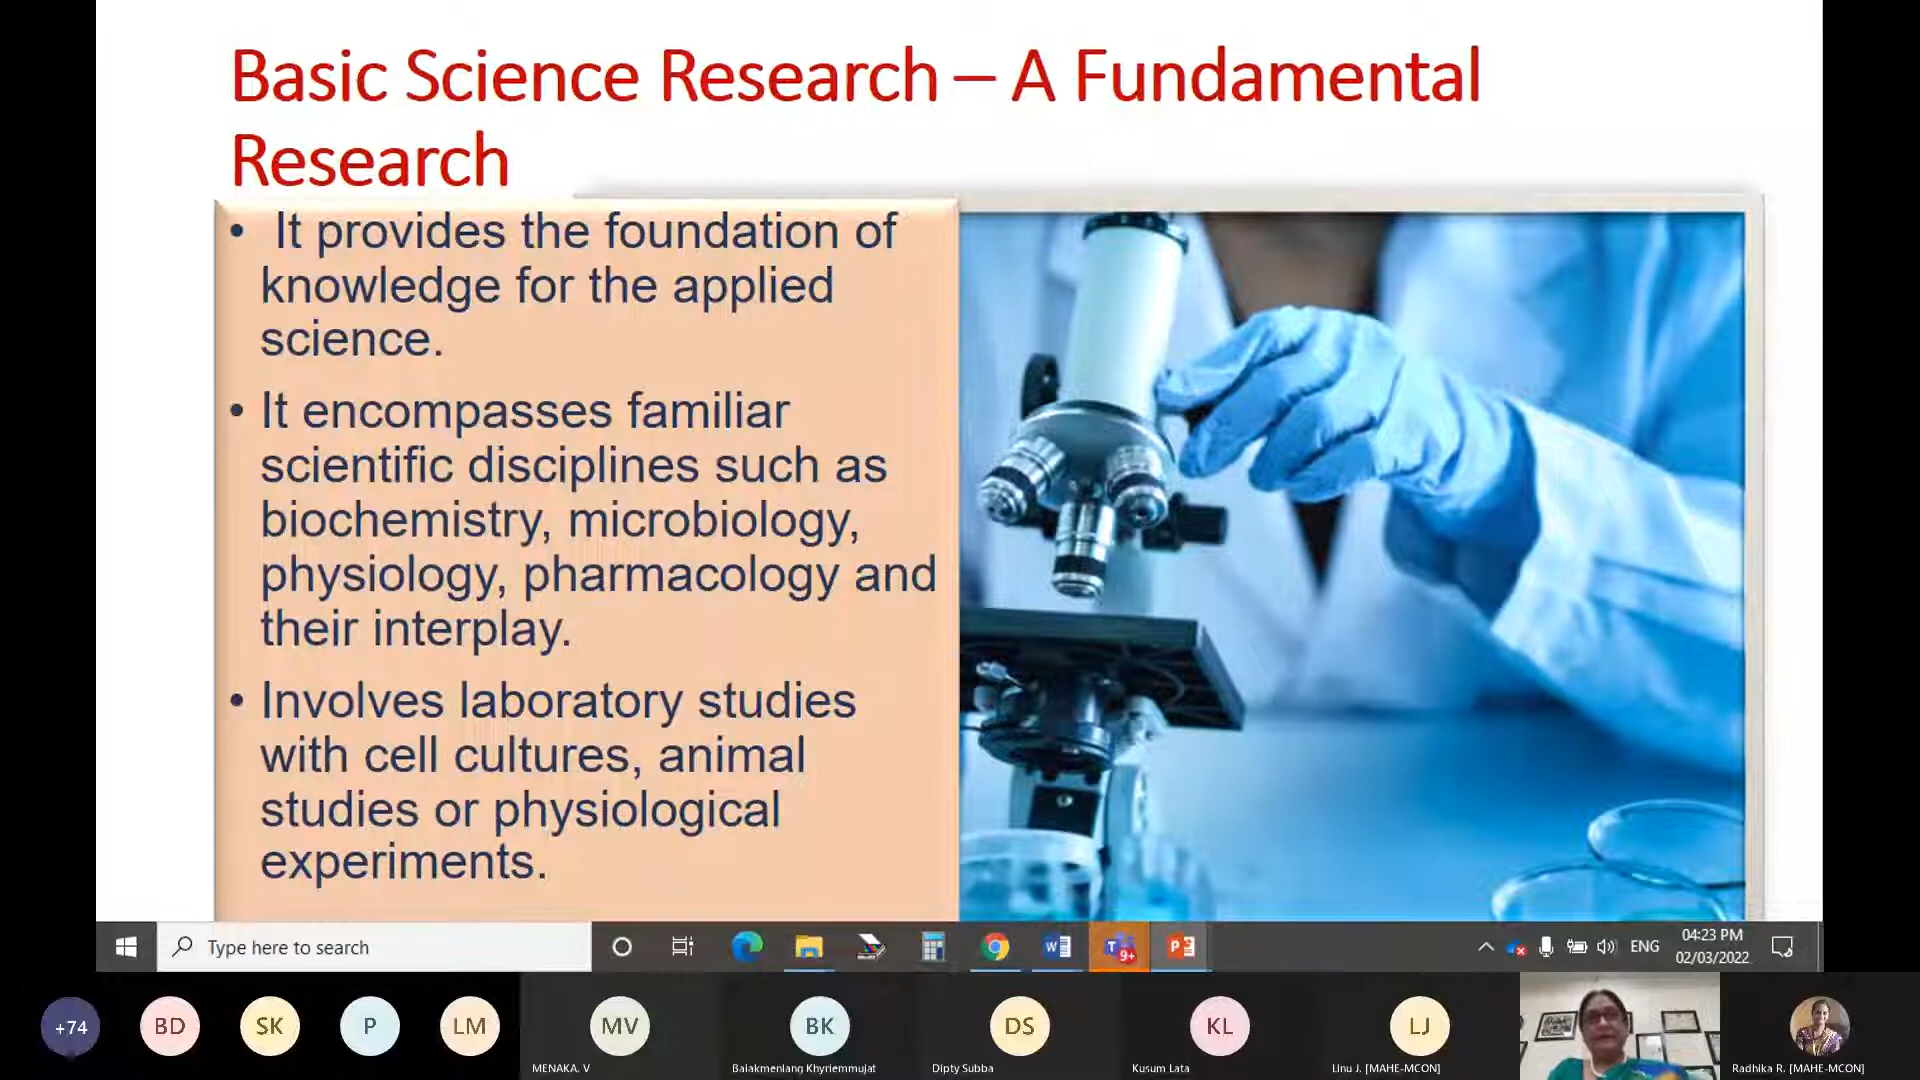 Basic Science Research – A Fundamental
Research
• It provides the foundation of
knowledge for the applied
science.
• It encompasses familiar
scientific disciplines such as
biochemistry, microbiology,
physiology, pharmacology and
their interplay.
• Involves laboratory studies
with cell cultures, animal
studies or physiological
experiments.
Type here to search
9+
ENG
04:23 PM
02/03/2022
+74
BD
SK
P
LM
MV
BK
DS
KL
LJ
MENAKA. V
Balakmenlang Khyriemmujat
Dipty Subba
Kusum Lata
Linu J. [MAHE-MCON]
Radhika R. [MAHE-MCON]